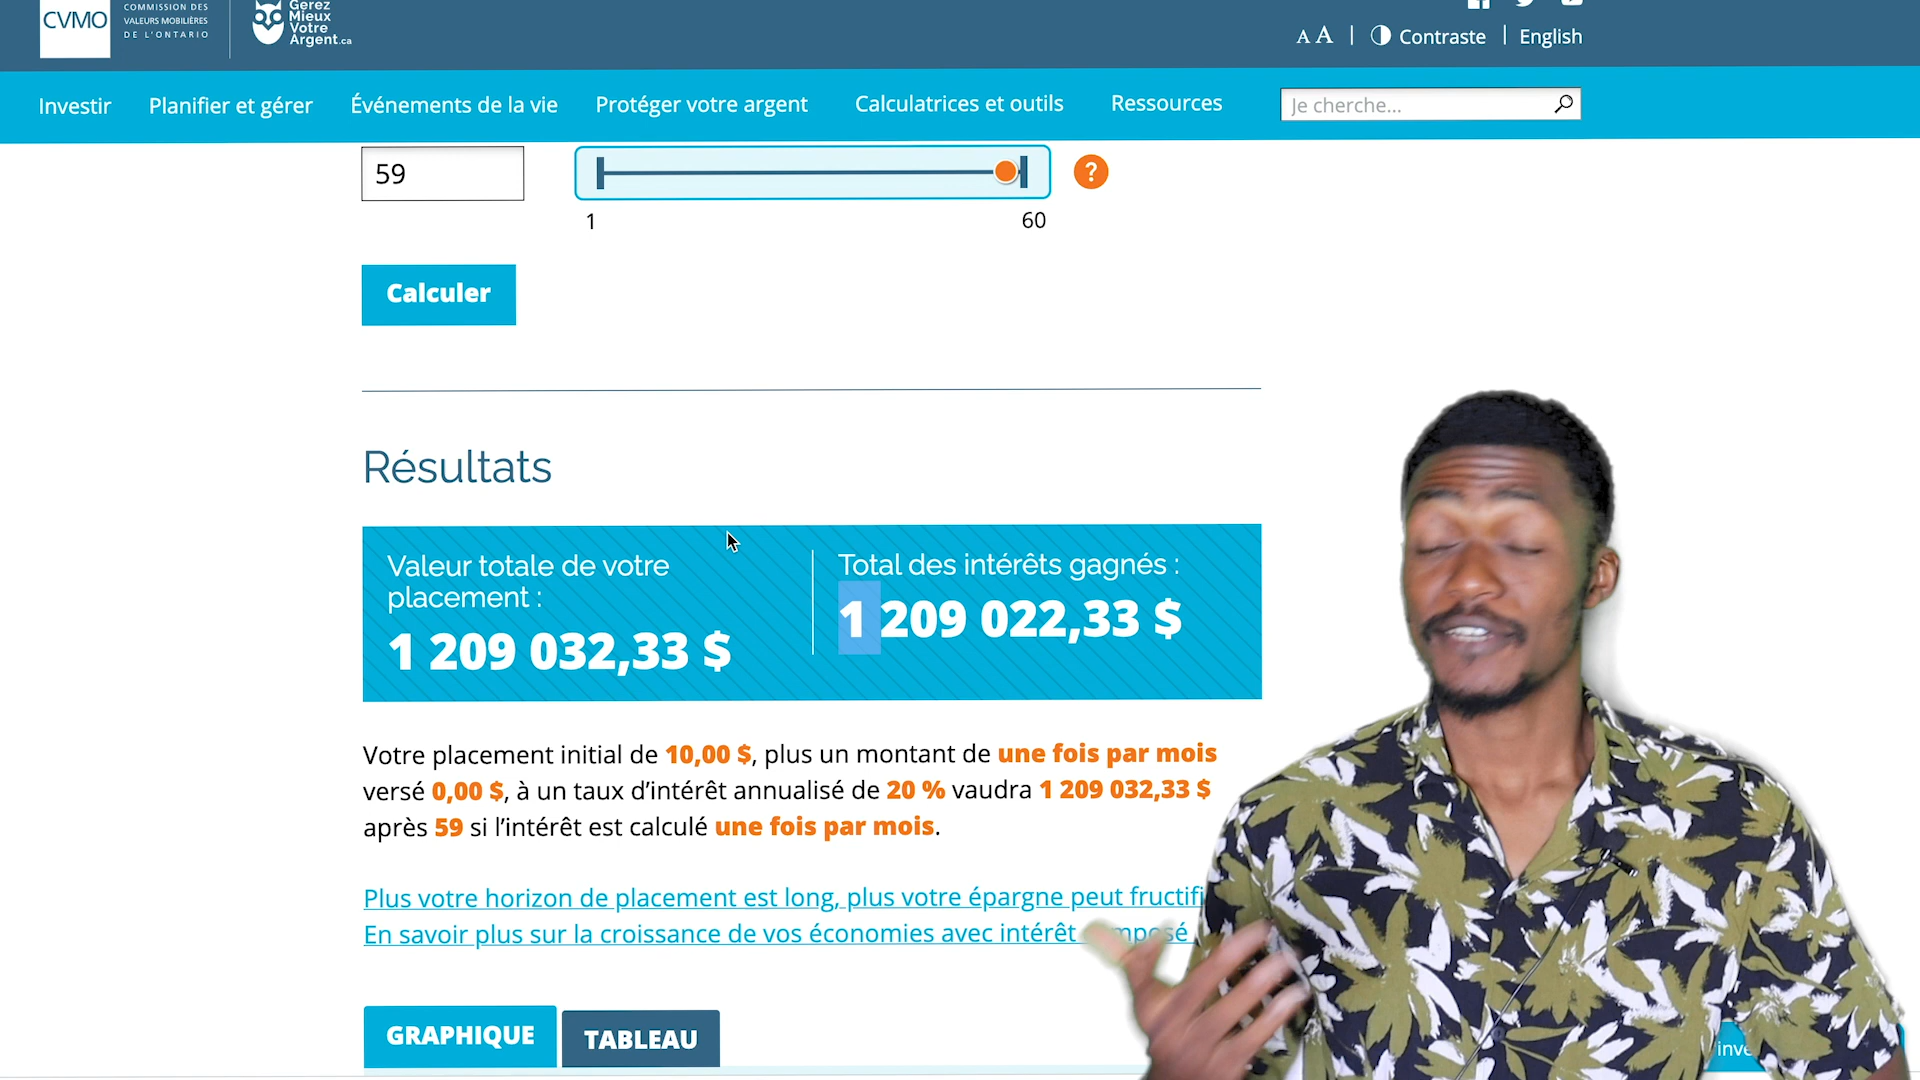 CVMO
COMMISSION DES
VALEURS MOBILIÈRES
DE L'ONTARIO
Gérez
Mieux
Votre
Argent.ca
A A | Contraste | English
Investir Planifier et gérer Événements de la vie Protéger votre argent Calculatrices et outils Ressources Je cherche...
59
?
1 60
Calculer
Résultats
Valeur totale de votre
placement :
1 209 032,33 $
Total des intérêts gagnés :
1 209 022,33 $
Votre placement initial de 10,00 $, plus un montant de une fois par mois
versé 0,00 $, à un taux d'intérêt annualisé de 20 % vaudra 1 209 032,33 $
après 59 si l'intérêt est calculé une fois par mois.
Plus votre horizon de placement est long, plus votre épargne peut fructifi
En savoir plus sur la croissance de vos économies avec intérêt
GRAPHIQUE TABLEAU